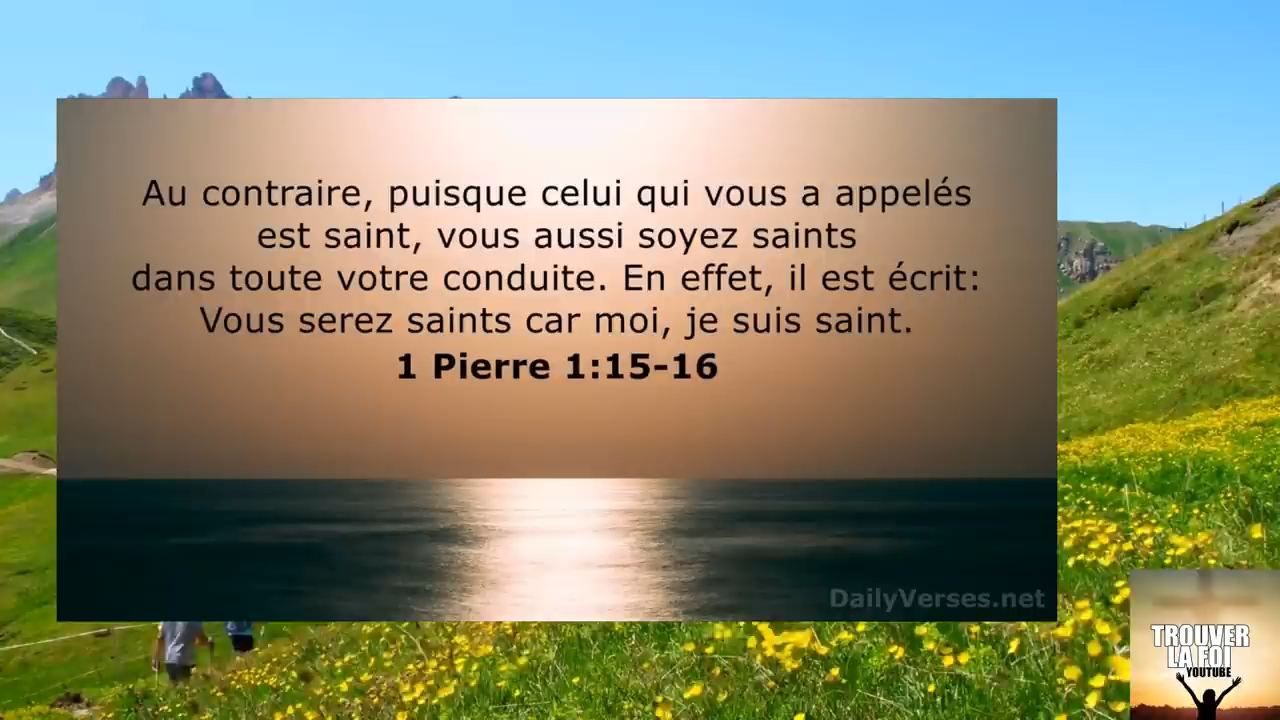 Au contraire, puisque celui qui vous a appelés
est saint, vous aussi soyez saints
dans toute votre conduite. En effet, il est écrit:
Vous serez saints car moi, je suis saint.
1 Pierre 1:15-16
DailyVerses.net
TROUVER
LA FOI
YOUTUBE